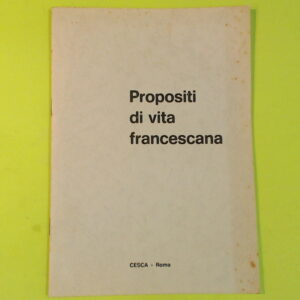 Propositi
di vita
francescana
CESCA - Roma